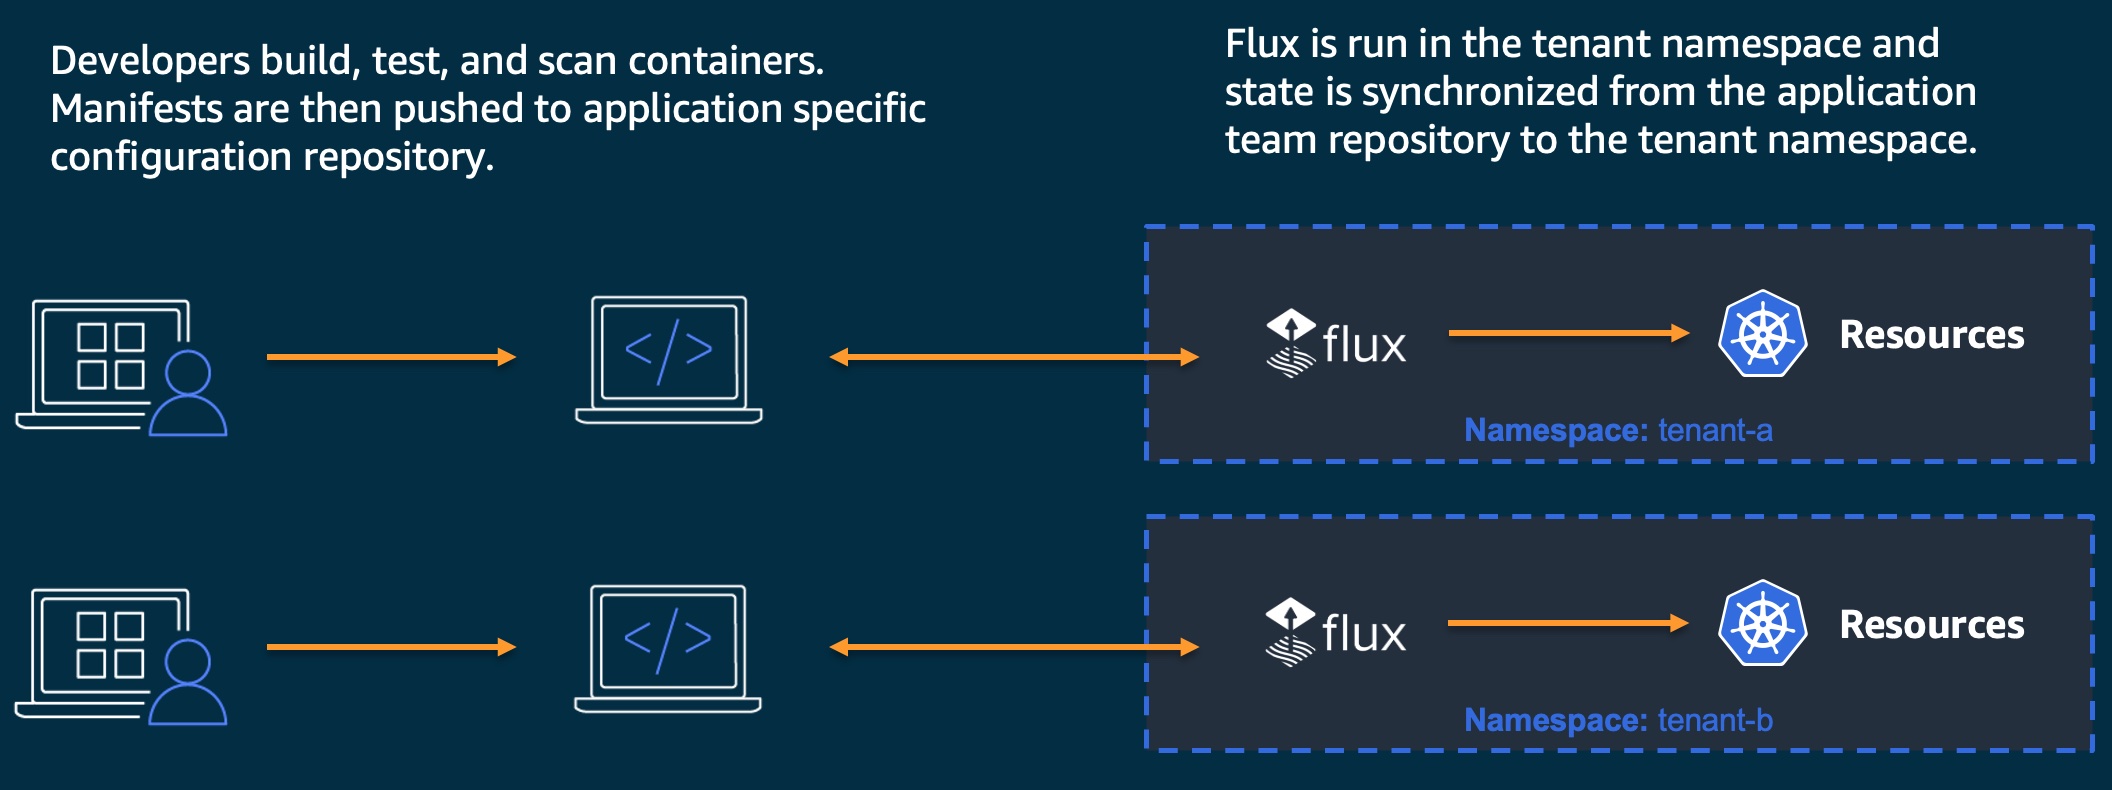 Developers build, test, and scan containers.
Manifests are then pushed to application specific
configuration repository.
Flux is run in the tenant namespace and
state is synchronized from the application
team repository to the tenant namespace.
</>
flux
Resources
Namespace: tenant-a
</>
flux
Resources
Namespace: tenant-b